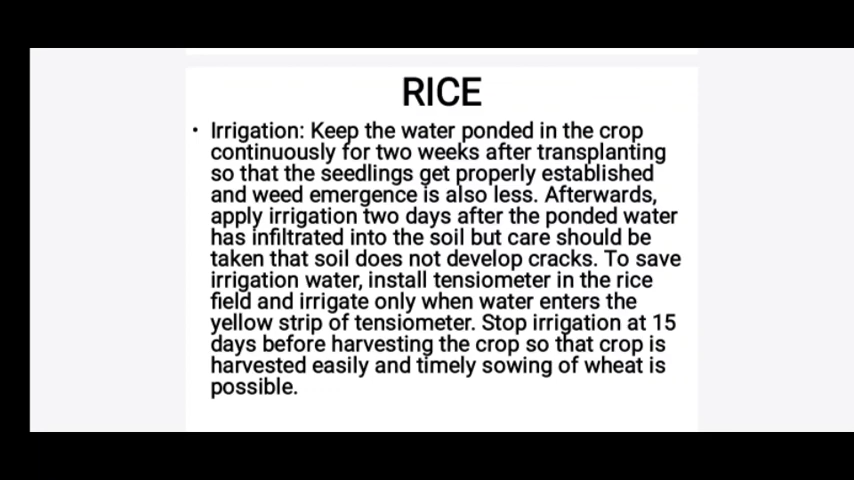 RICE
• Irrigation: Keep the water ponded in the crop
continuously for two weeks after transplanting
so that the seedlings get properly established
and weed emergence is also less. Afterwards,
apply irrigation two days after the ponded water
has infiltrated into the soil but care should be
taken that soil does not develop cracks. To save
irrigation water, install tensiometer in the rice
field and irrigate only when water enters the
yellow strip of tensiometer. Stop irrigation at 15
days before harvesting the crop so that crop is
harvested easily and timely sowing of wheat is
possible.